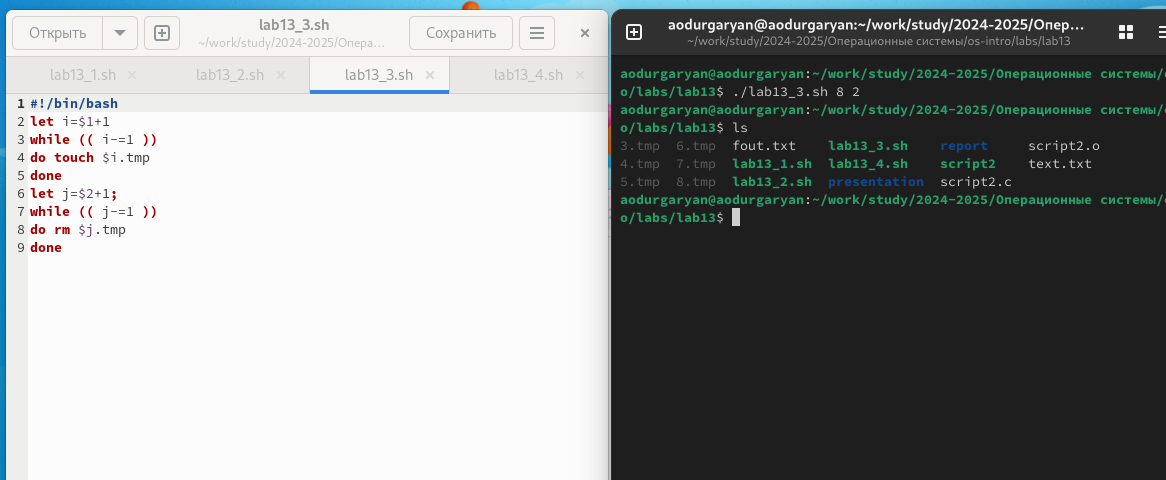 Открыть
lab13_3.sh
~/work/study/2024-2025/Опера...
Сохранить
lab13_1.sh
lab13_2.sh
lab13_3.sh
lab13_4.sh
1 #!/bin/bash
2 let i=$1+1
3 while (( i-=1 ))
4 do touch $i.tmp
5 done
6 let j=$2+1;
7 while (( j-=1 ))
8 do rm $j.tmp
9 done
aodurgaryan@aodurgaryan:~/work/study/2024-2025/Опер...
~/work/study/2024-2025/Операционные системы/os-intro/labs/lab13
aodurgaryan@aodurgaryan:~/work/study/2024-2025/Операционные системы/
o/labs/lab13$ ./lab13_3.sh 8 2
aodurgaryan@aodurgaryan:~/work/study/2024-2025/Операционные системы/
o/labs/lab13$ ls
3.tmp 6.tmp fout.txt lab13_3.sh report script2.o
4.tmp 7.tmp lab13_1.sh lab13_4.sh script2 text.txt
5.tmp 8.tmp lab13_2.sh presentation script2.c
aodurgaryan@aodurgaryan:~/work/study/2024-2025/Операционные системы/
o/labs/lab13$